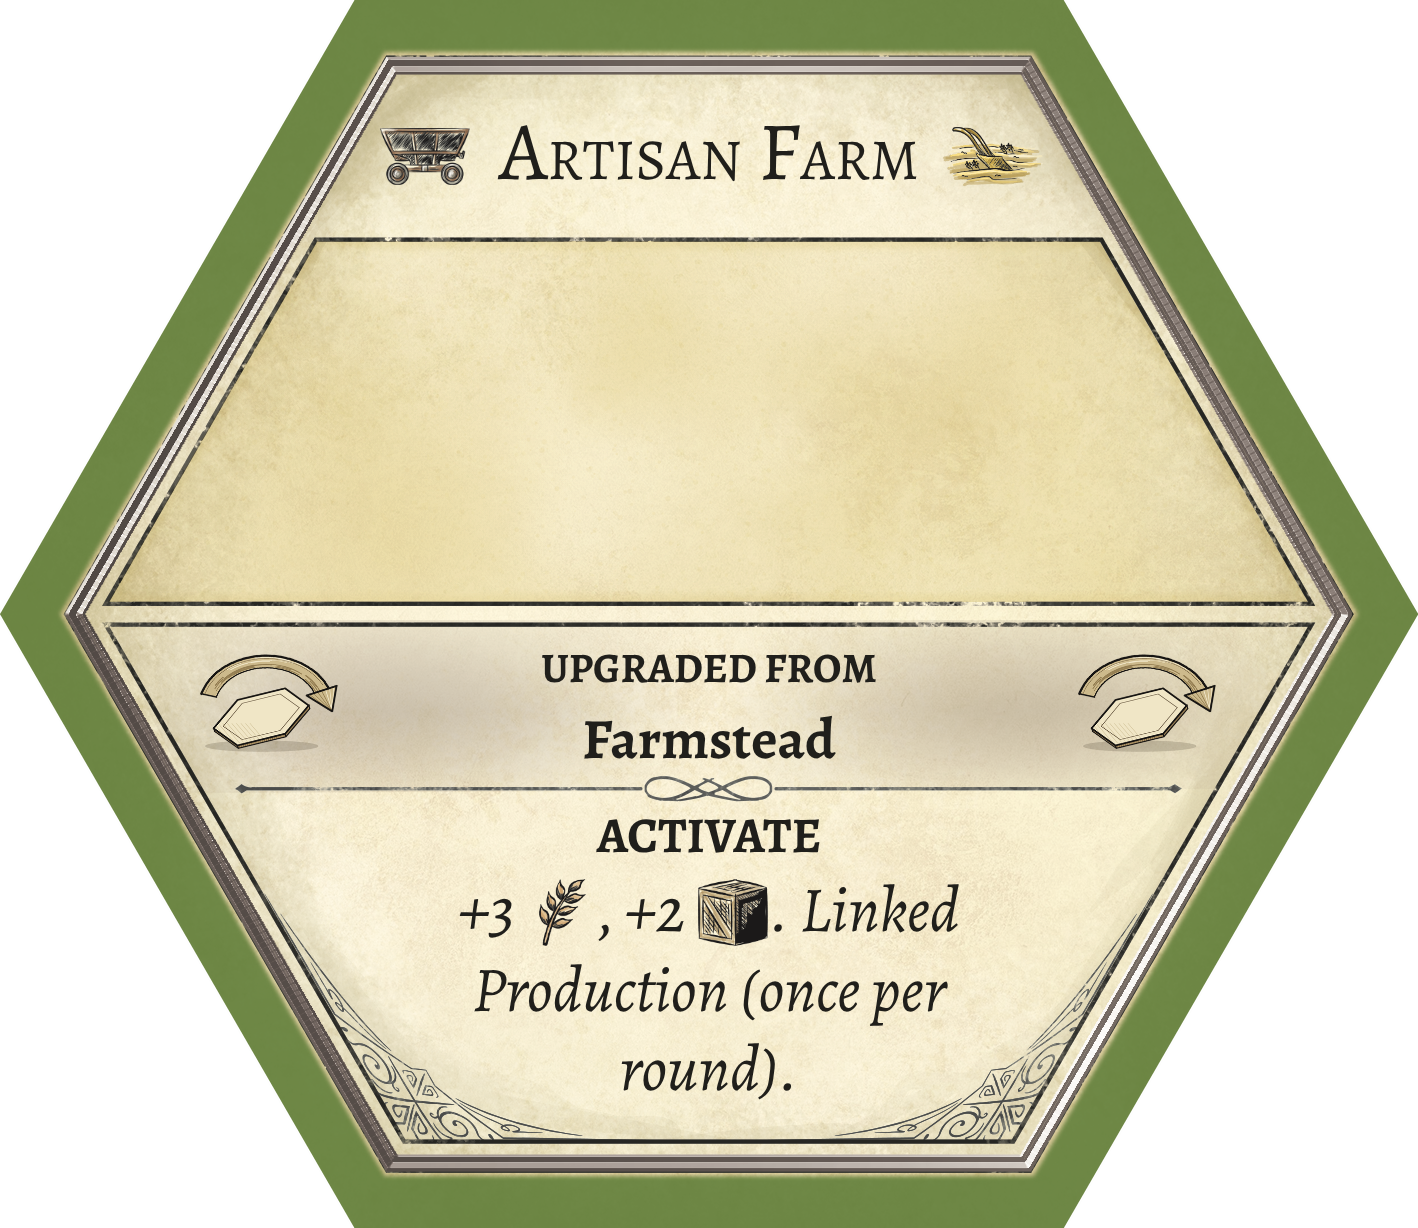 Artisan Farm
UPGRADED FROM
Farmstead
ACTIVATE
+3 , +2 . Linked
Production (once per
round).